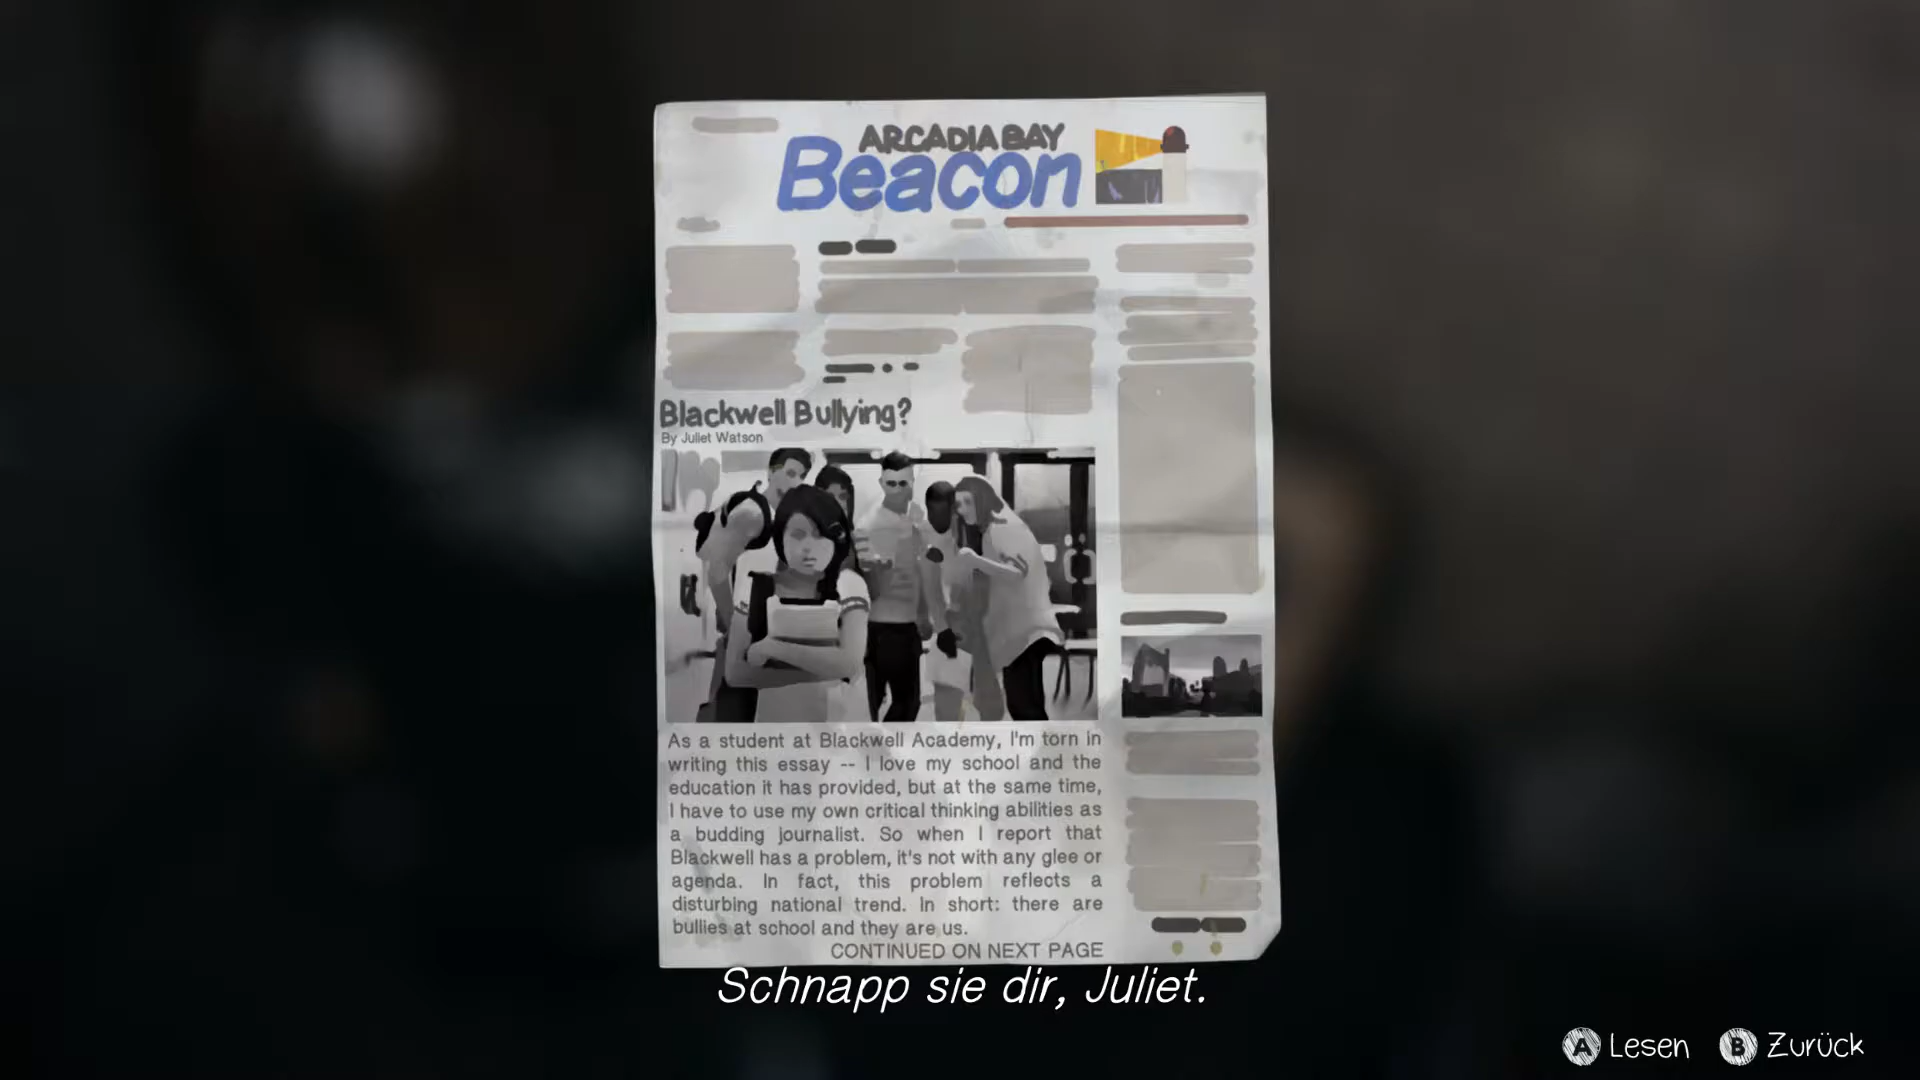 ARCADIA BAY
Beacon
Blackwell Bullying?
By Juliet Watson
As a student at Blackwell Academy, I'm torn in
writing this essay -- I love my school and the
education it has provided, but at the same time,
I have to use my own critical thinking abilities as
a budding journalist. So when I report that
Blackwell has a problem, it's not with any glee or
agenda. In fact, this problem reflects a
disturbing national trend. In short: there are
bullies at school and they are us.
CONTINUED ON NEXT PAGE
Schnapp sie dir, Juliet.
A Lesen B Zurück